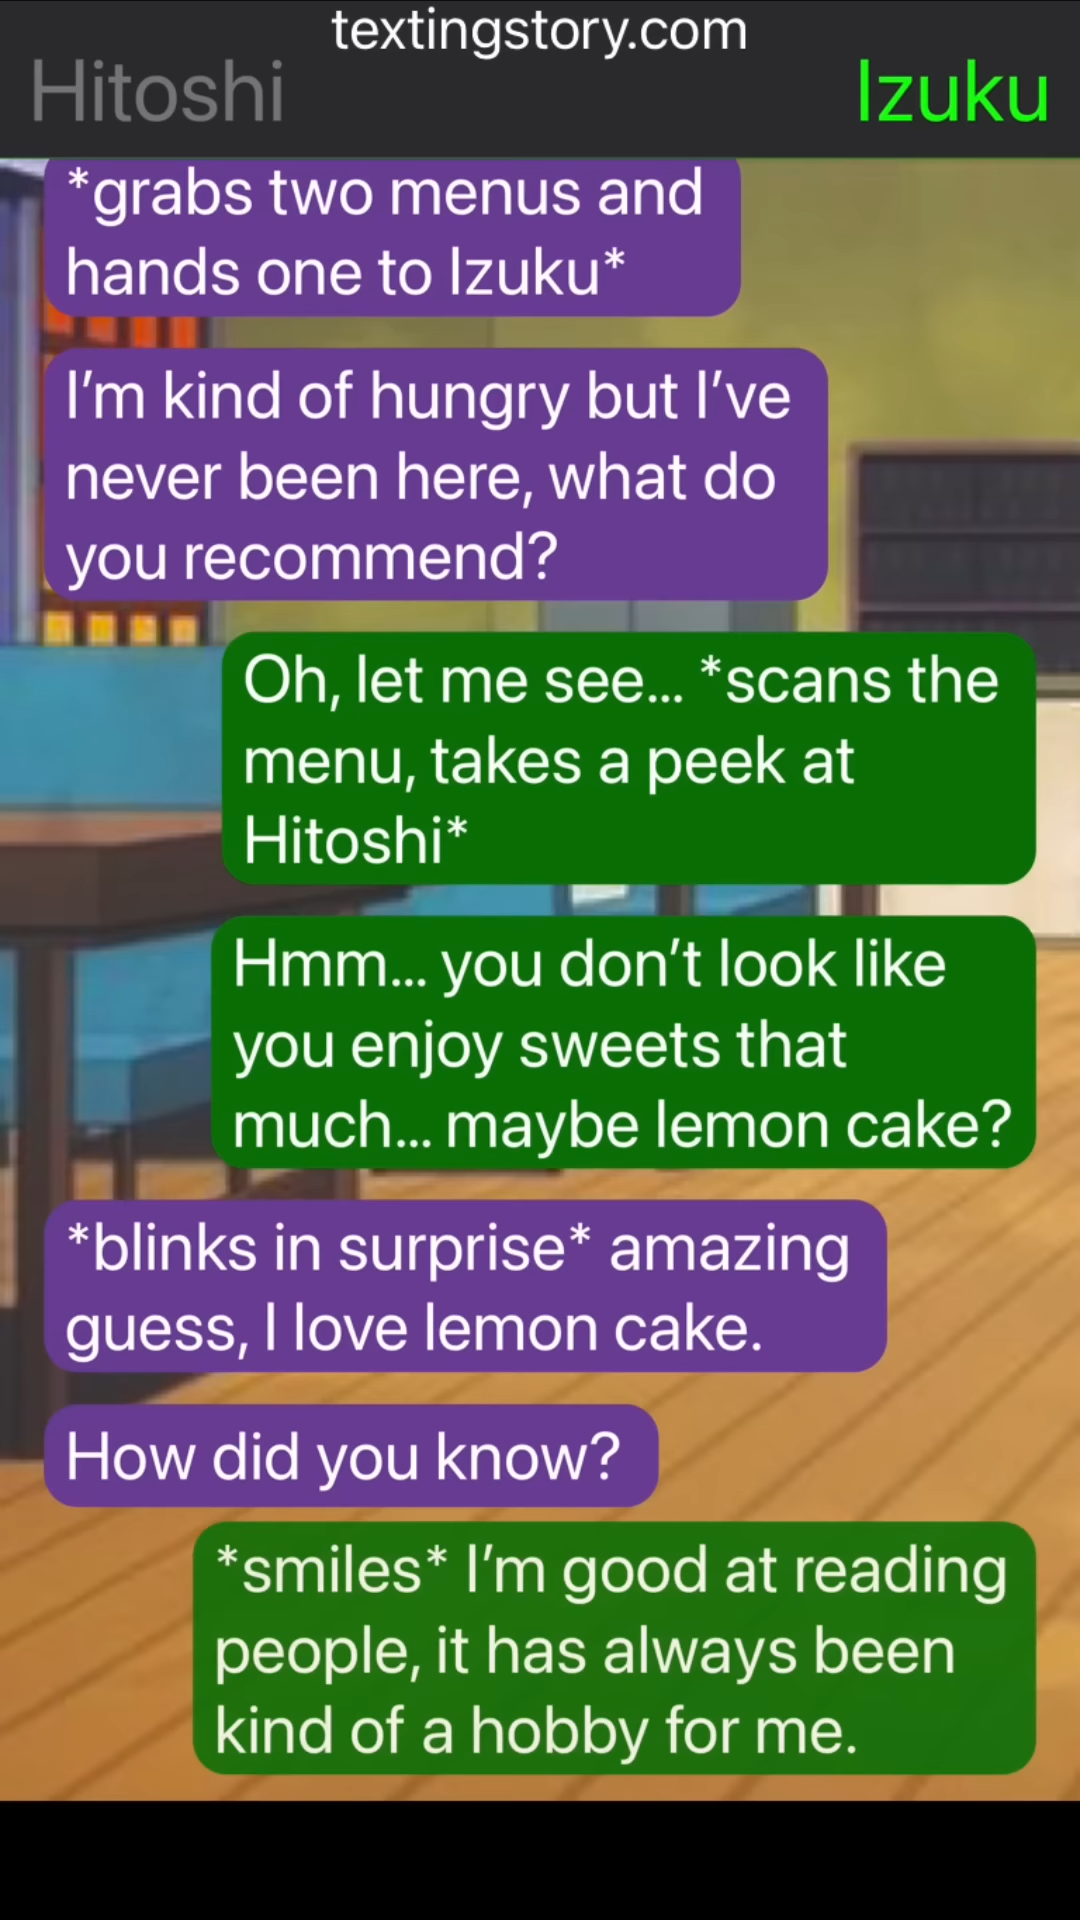 textingstory.com
Hitoshi
Izuku
*grabs two menus and
hands one to Izuku*
I’m kind of hungry but I’ve
never been here, what do
you recommend?
Oh, let me see... *scans the
menu, takes a peek at
Hitoshi*
Hmm... you don’t look like
you enjoy sweets that
much... maybe lemon cake?
*blinks in surprise* amazing
guess, I love lemon cake.
How did you know?
*smiles* I’m good at reading
people, it has always been
kind of a hobby for me.